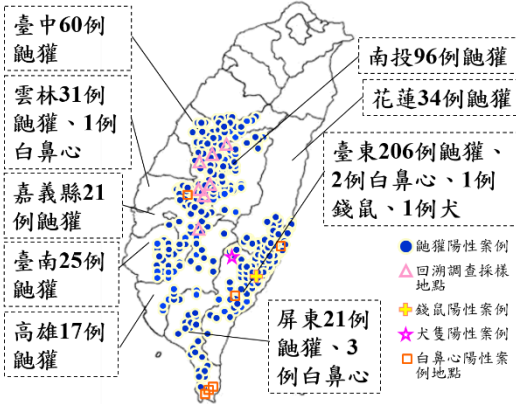 臺中60例
鼬獾
雲林31例
鼬獾、1例
白鼻心
嘉義縣21
例鼬獾
臺南25例
鼬獾
高雄17例
鼬獾
南投96例鼬獾
花蓮34例鼬獾
臺東206例鼬獾、
2例白鼻心、1例
錢鼠、1例犬
屏東21例
鼬獾、3
例白鼻心
鼬獾陽性案例
回溯調查採樣
地點
錢鼠陽性案例
犬隻陽性案例
白鼻心陽性案
例地點